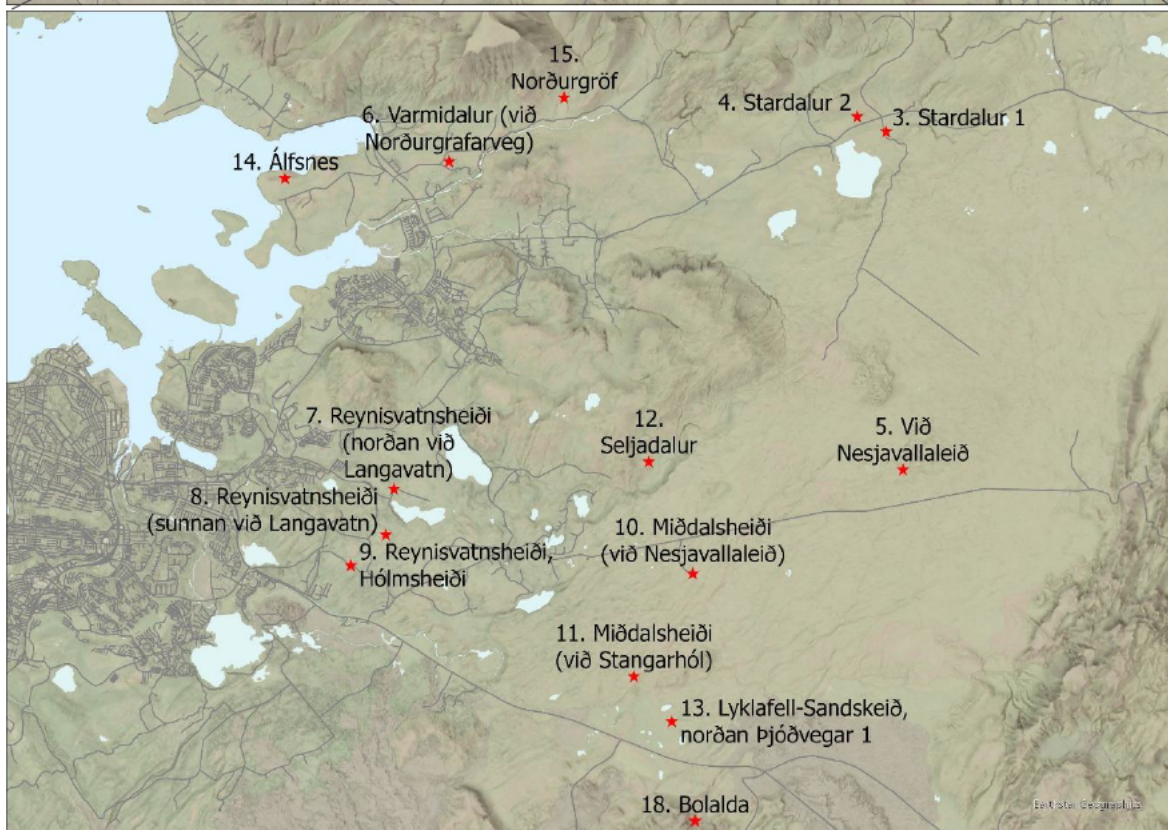 15.
Norðurgröf
4. Stardalur 2
3. Stardalur 1
6. Varmidalur (við
Norðurgrafarveg)
14. Álfsnes
7. Reynisvatnsheiði
(norðan við
Langavatn)
12.
Seljadalur
5. Við
Nesjavallaleið
8. Reynisvatnsheiði
(sunnan við Langavatn)
9. Reynisvatnsheiði,
Hólmsheiði
10. Miðdalsheiði
(við Nesjavallaleið)
11. Miðdalsheiði
(við Stangarhól)
13. Lyklafell-Sandskeið,
norðan Þjóðvegar 1
18. Bolalda
Earthstar Geographics